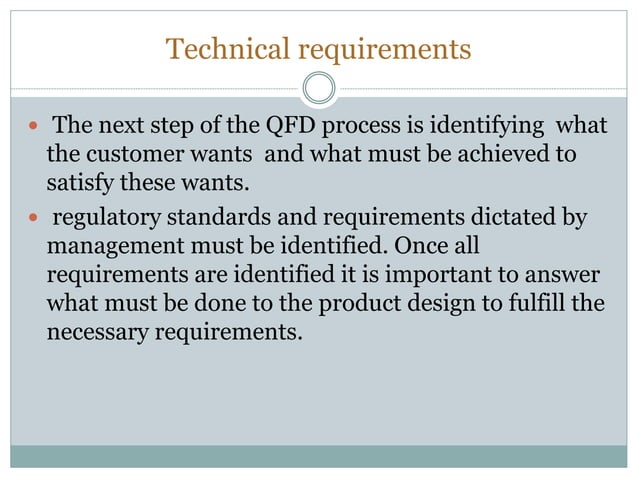 Technical requirements
• The next step of the QFD process is identifying what
the customer wants and what must be achieved to
satisfy these wants.
• regulatory standards and requirements dictated by
management must be identified. Once all
requirements are identified it is important to answer
what must be done to the product design to fulfill the
necessary requirements.